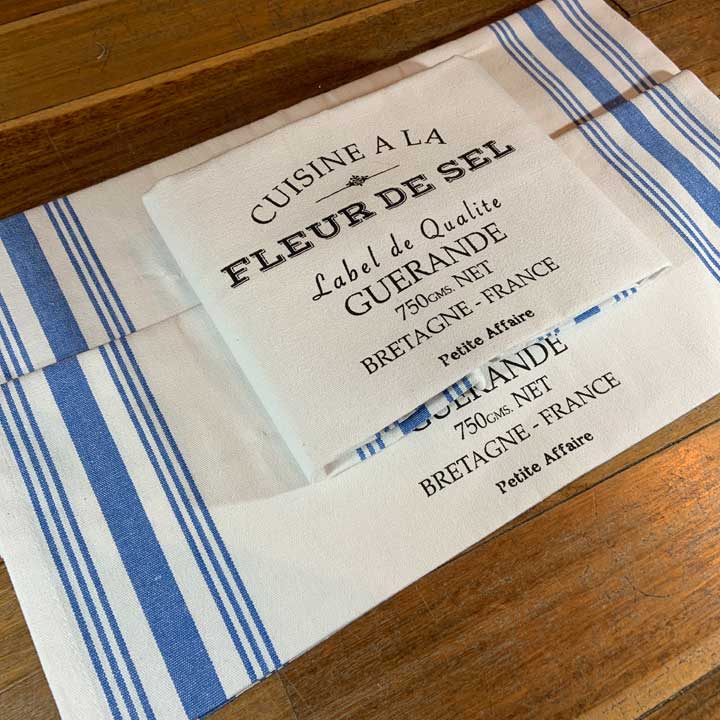 CUISINE A LA
FLEUR DE SEL
Label de Qualite
GUERANDE
750GMS. NET
BRETAGNE - FRANCE
Petite Affaire
GUERANDE
750GMS. NET
BRETAGNE - FRANCE
Petite Affaire